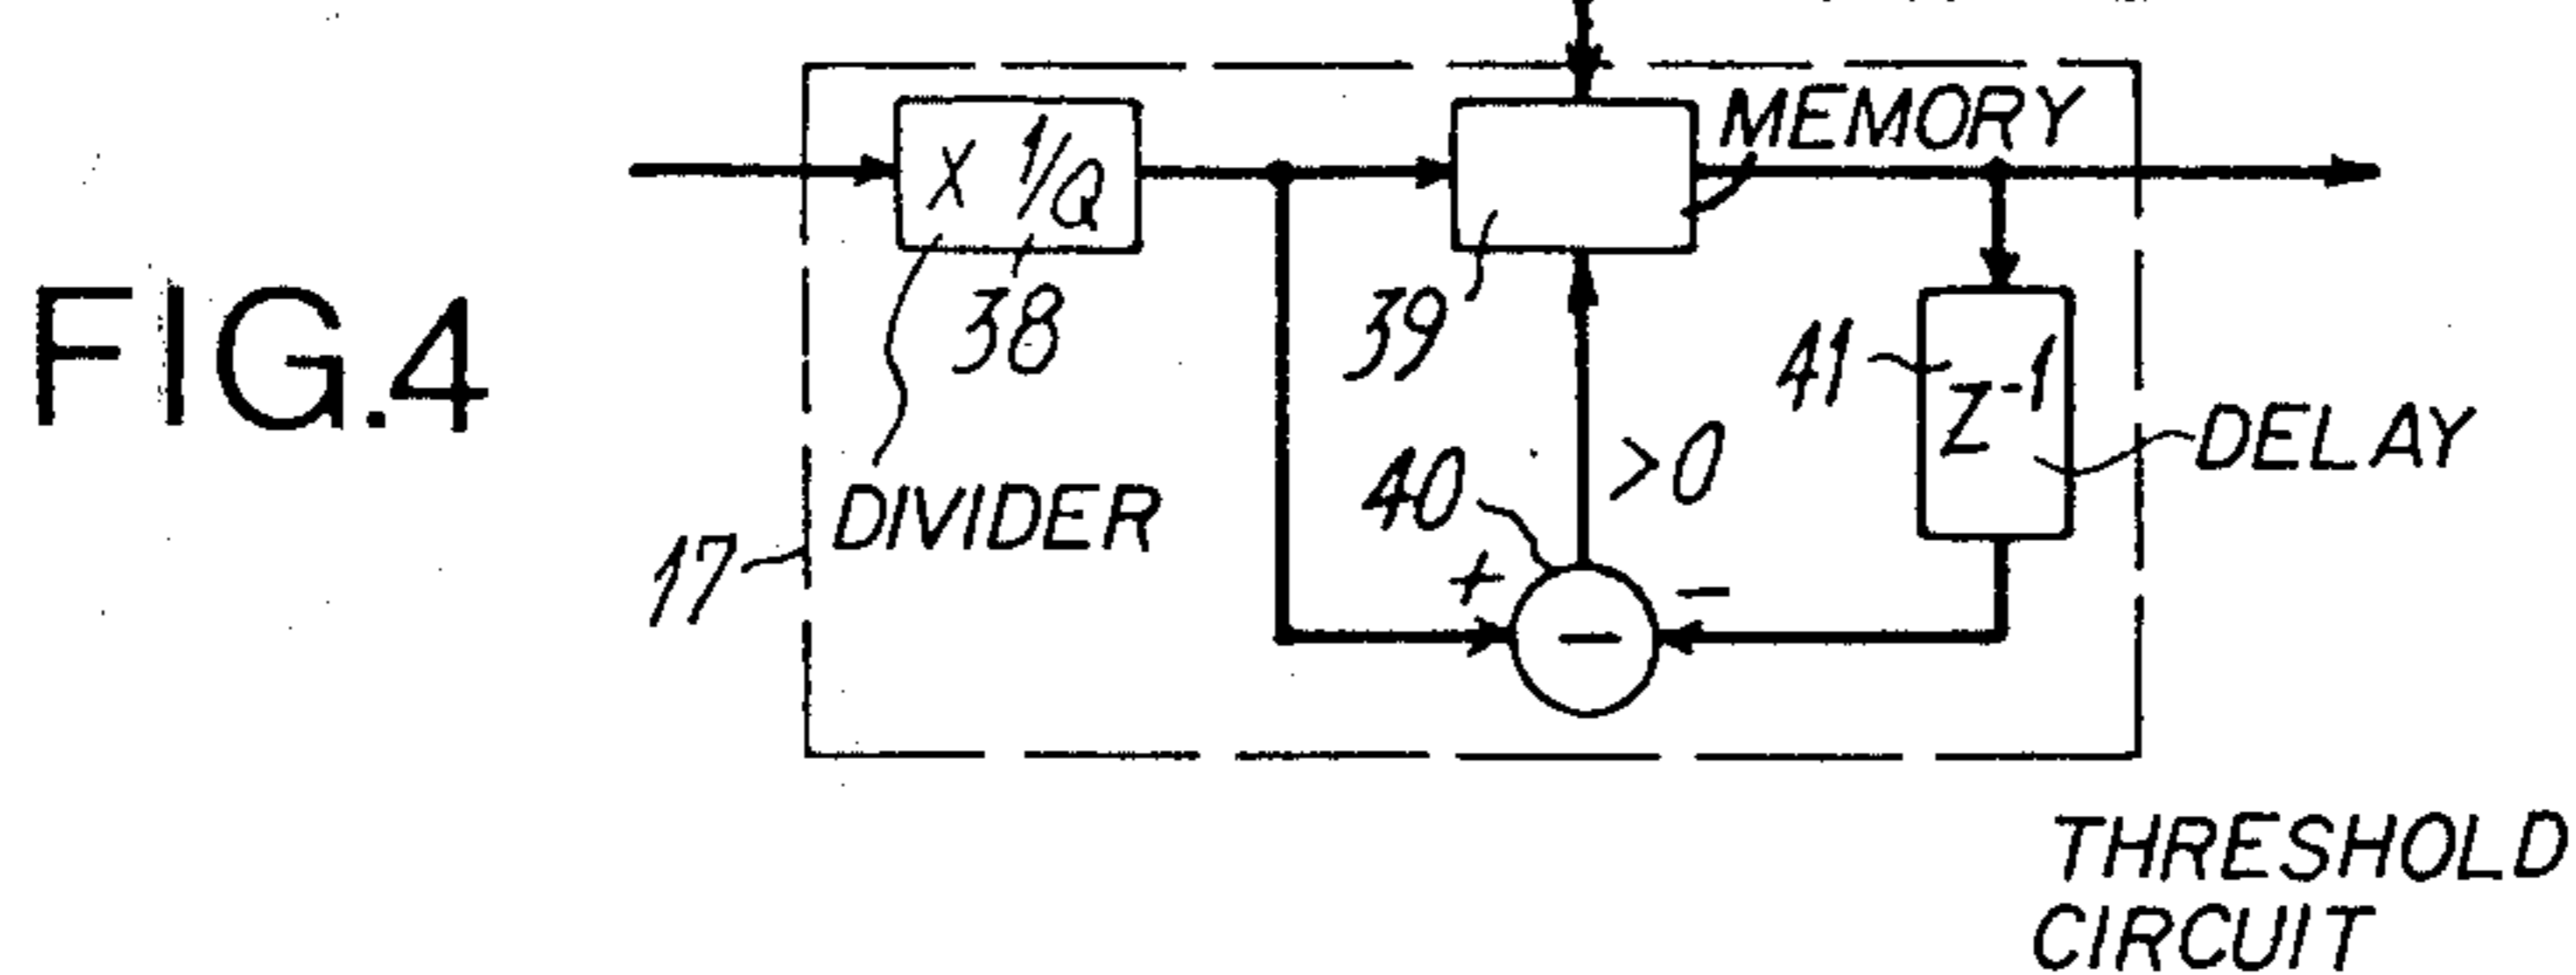 MEMORY
X 1/Q
38
39
FIG.4
41
Z-1
DELAY
40
>0
DIVIDER
17
+
-
-
THRESHOLD
CIRCUIT